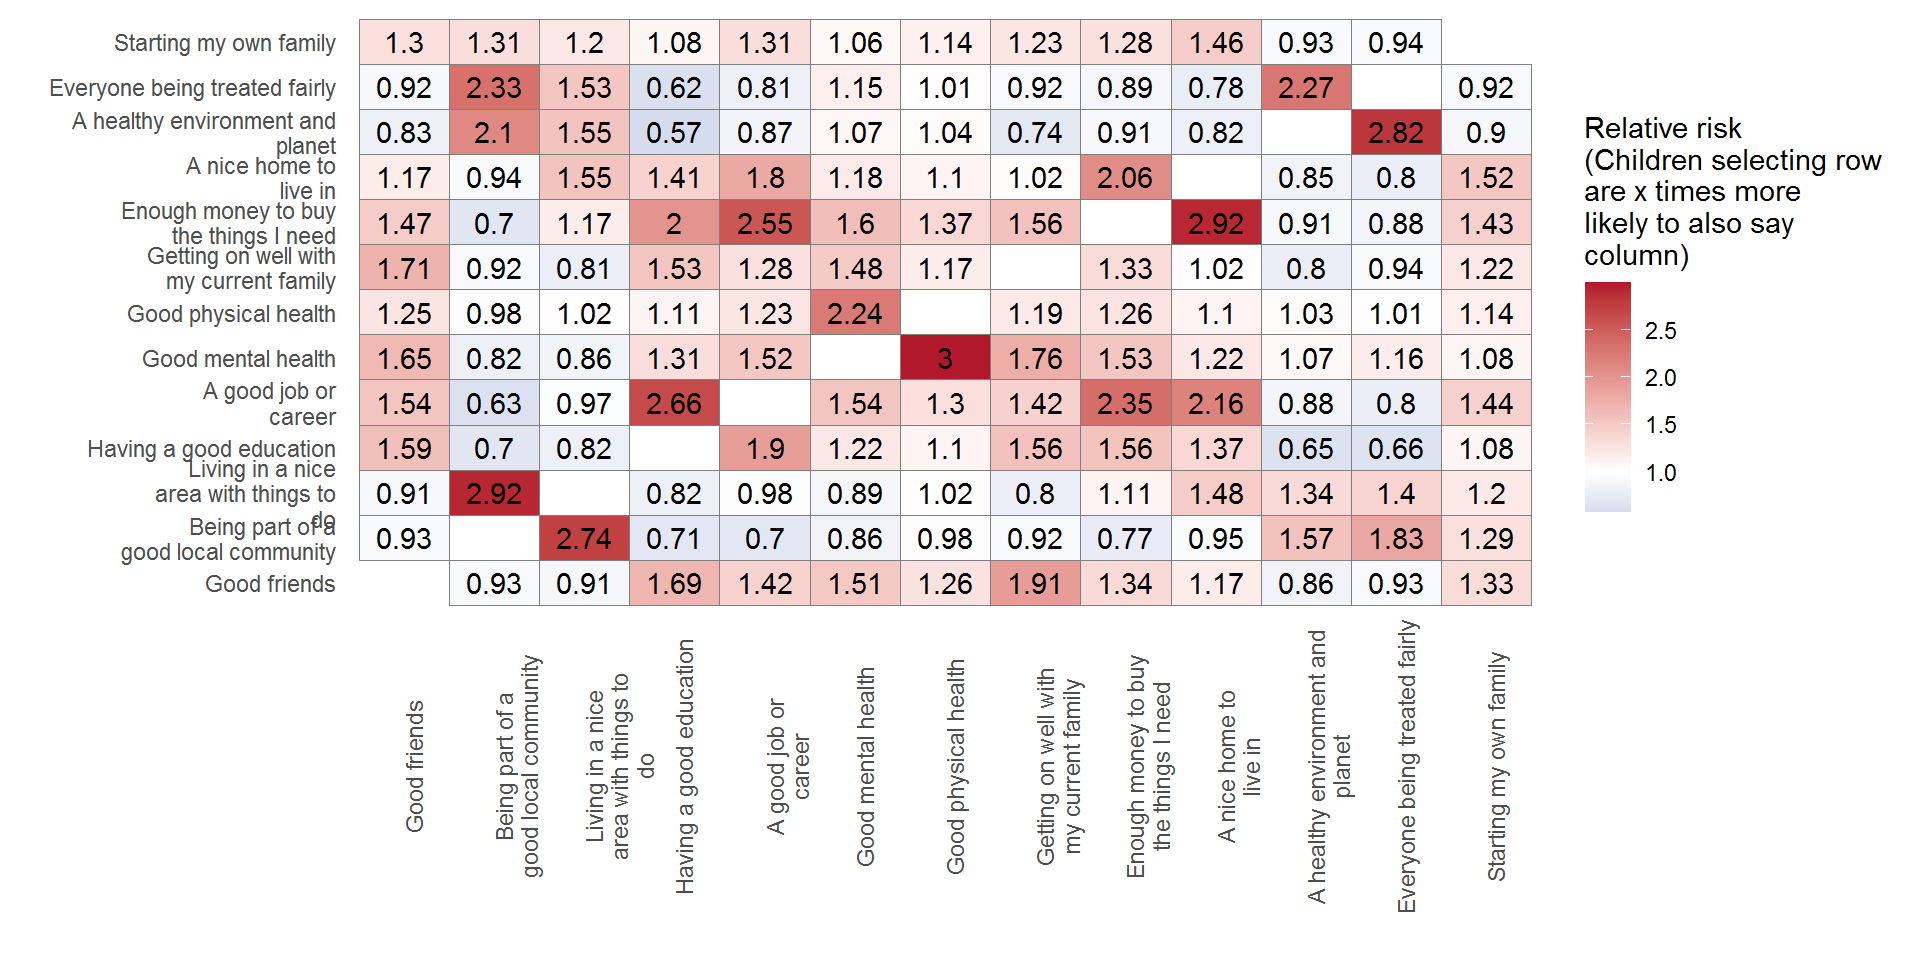 Starting my own family 1.3 1.31 1.2 1.08 1.31 1.06 1.14 1.23 1.28 1.46 0.93 0.94
Everyone being treated fairly 0.92 2.33 1.53 0.62 0.81 1.15 1.01 0.92 0.89 0.78 2.27 0.92
A healthy environment and
planet
0.83 2.1 1.55 0.57 0.87 1.07 1.04 0.74 0.91 0.82 2.82 0.9
A nice home to
live in
1.17 0.94 1.55 1.41 1.8 1.18 1.1 1.02 2.06 0.85 0.8 1.52
Enough money to buy
the things I need
1.47 0.7 1.17 2 2.55 1.6 1.37 1.56 2.92 0.91 0.88 1.43
Getting on well with
my current family
1.71 0.92 0.81 1.53 1.28 1.48 1.17 1.33 1.02 0.8 0.94 1.22
Good physical health 1.25 0.98 1.02 1.11 1.23 2.24 1.19 1.26 1.1 1.03 1.01 1.14
Good mental health 1.65 0.82 0.86 1.31 1.52 3 1.76 1.53 1.22 1.07 1.16 1.08
A good job or
career
1.54 0.63 0.97 2.66 1.54 1.3 1.42 2.35 2.16 0.88 0.8 1.44
Having a good education 1.59 0.7 0.82 1.9 1.22 1.1 1.56 1.56 1.37 0.65 0.66 1.08
Living in a nice
area with things to
do
0.91 2.92 0.82 0.98 0.89 1.02 0.8 1.11 1.48 1.34 1.4 1.2
Being part of a
good local community
0.93 2.74 0.71 0.7 0.86 0.98 0.92 0.77 0.95 1.57 1.83 1.29
Good friends 0.93 0.91 1.69 1.42 1.51 1.26 1.91 1.34 1.17 0.86 0.93 1.33
Good friends
Being part of a
good local community
Living in a nice
area with things to
do
Having a good education
A good job or
career
Good mental health
Good physical health
Getting on well with
my current family
Enough money to buy
the things I need
A nice home to
live in
A healthy environment and
planet
Everyone being treated fairly
Starting my own family
Relative risk
(Children selecting row
are x times more
likely to also say
column)
2.5
2.0
1.5
1.0